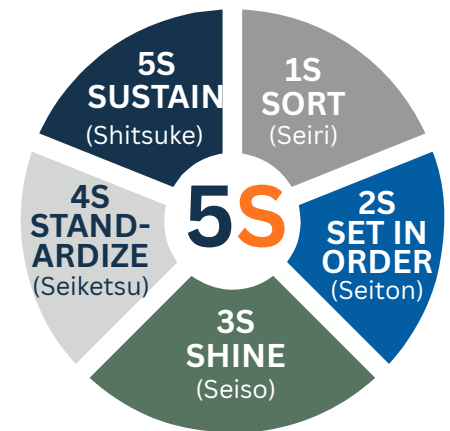 5S
1S
SORT
(Seiri)
2S
SET IN
ORDER
(Seiton)
3S
SHINE
(Seiso)
4S
STAND-
ARDIZE
(Seiketsu)
5S
SUSTAIN
(Shitsuke)